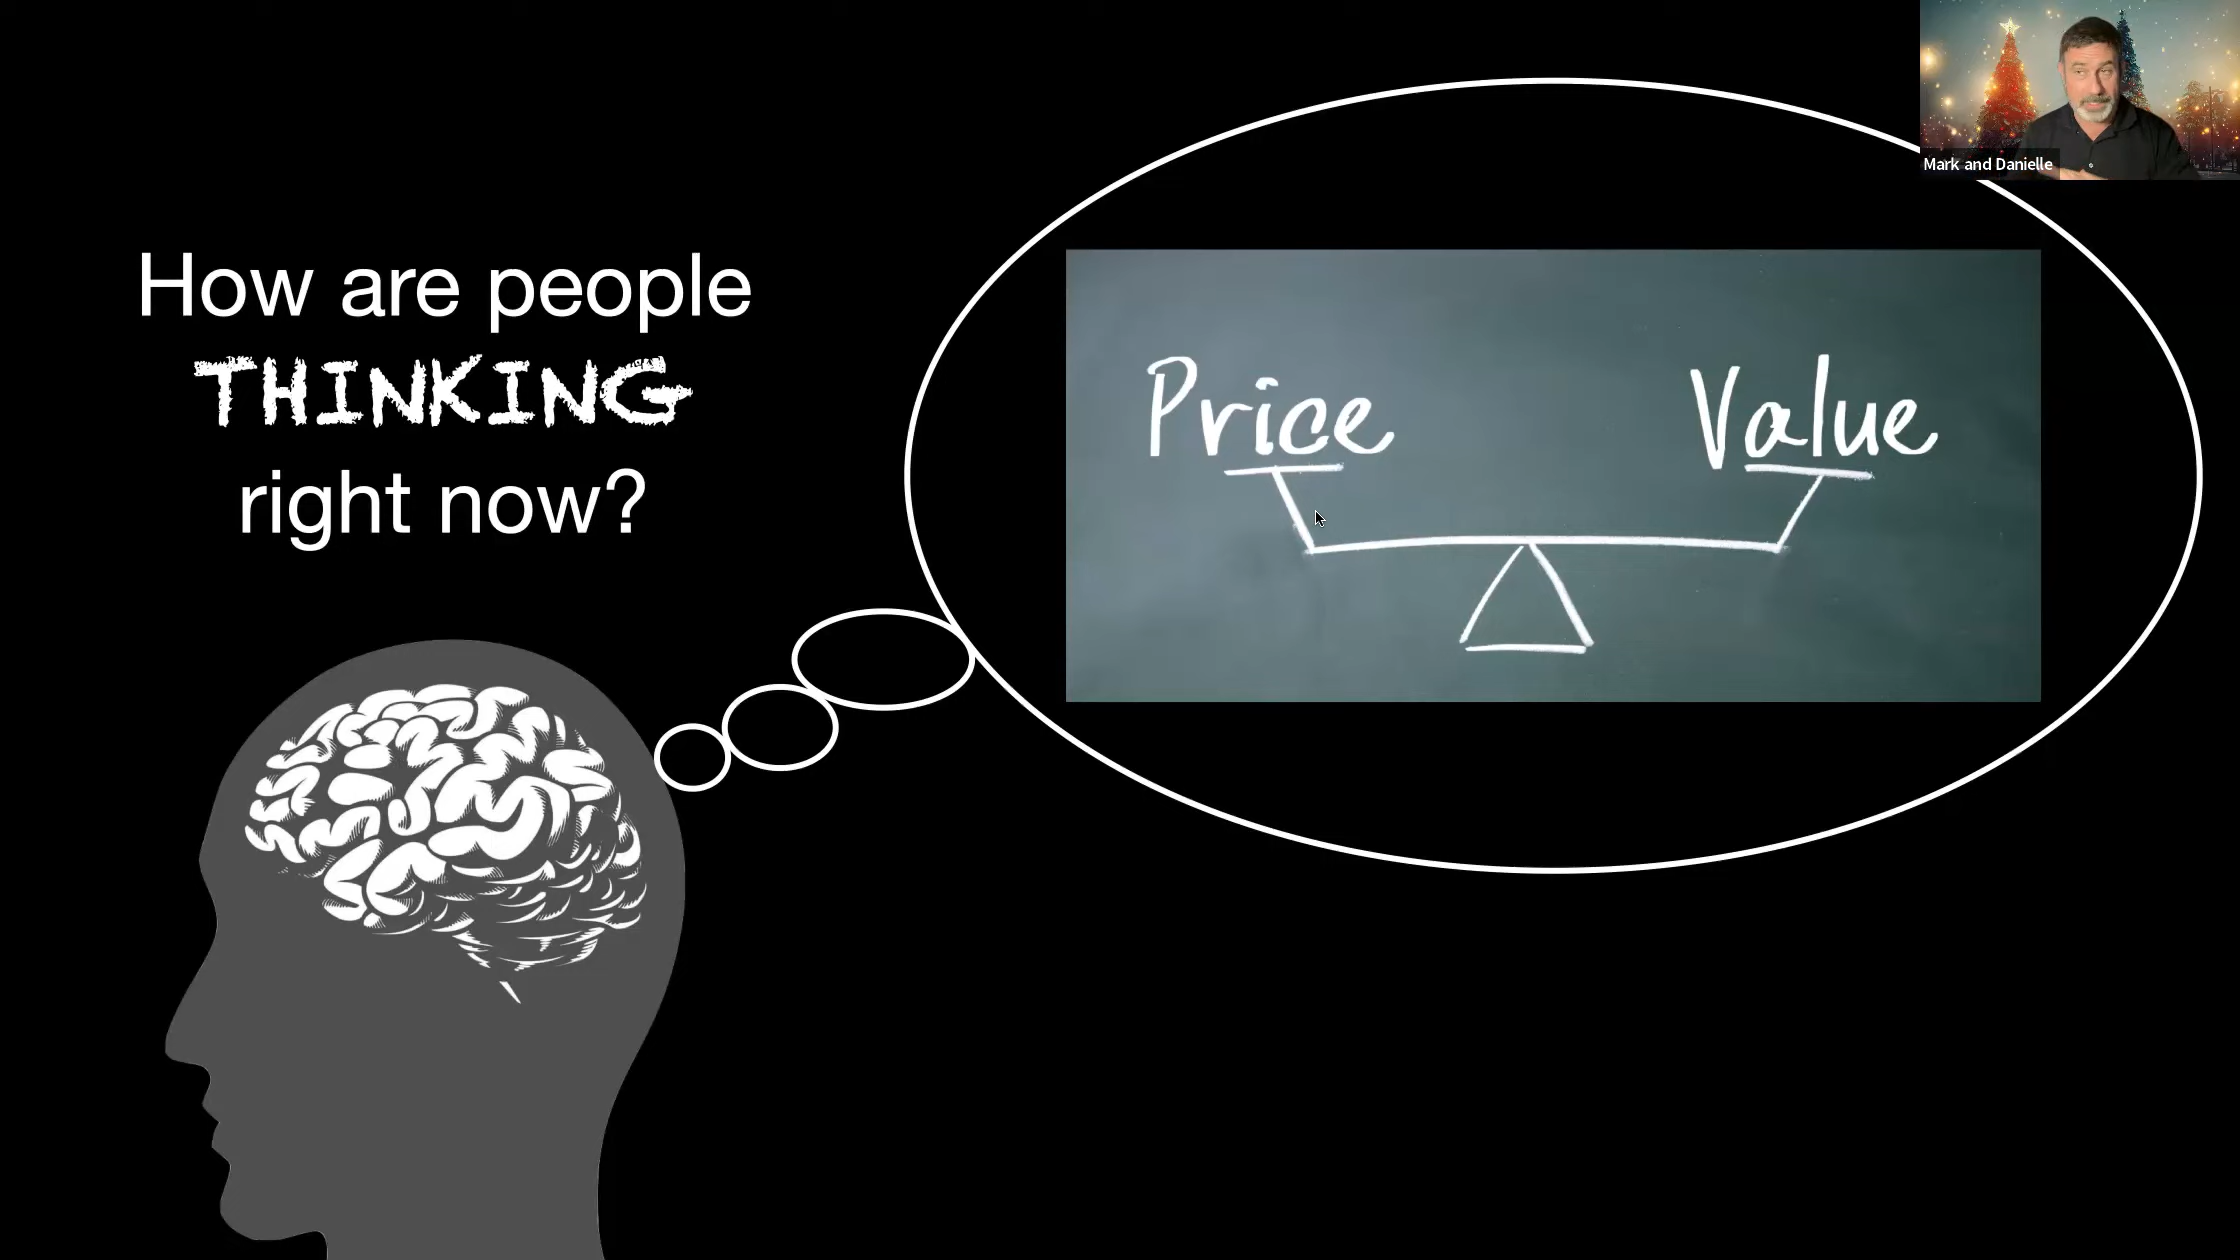 How are people
THINKING
right now?
Price
Value
Mark and Danielle